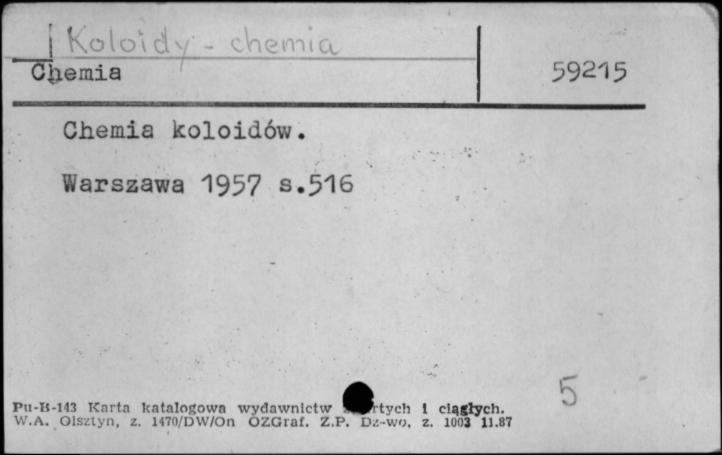 Koloidy - chemia
Chemia 59215
Chemia koloidów.
Warszawa 1957 s.516
5
Pu-B-143 Karta katalogowa wydawnictw i ciągłych.
W.A. Olsztyn, z. 1470/DW/On OZGraf. Z.P. Dz-wo, z. 1003 11.87